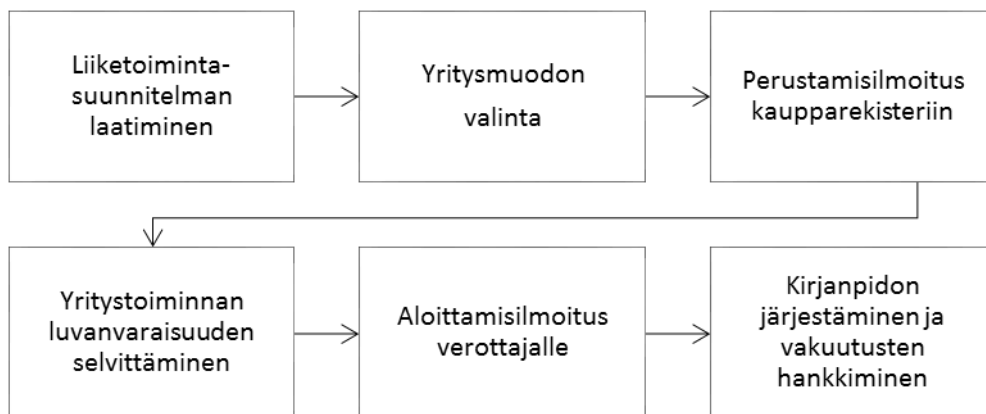 Liiketoiminta-
suunnitelman
laatiminen
Yritysmuodon
valinta
Perustamisilmoitus
kaupparekisteriin
Yritystoiminnan
luvanvaraisuuden
selvittäminen
Aloittamisilmoitus
verottajalle
Kirjanpidon
järjestäminen ja
vakuutusten
hankkiminen